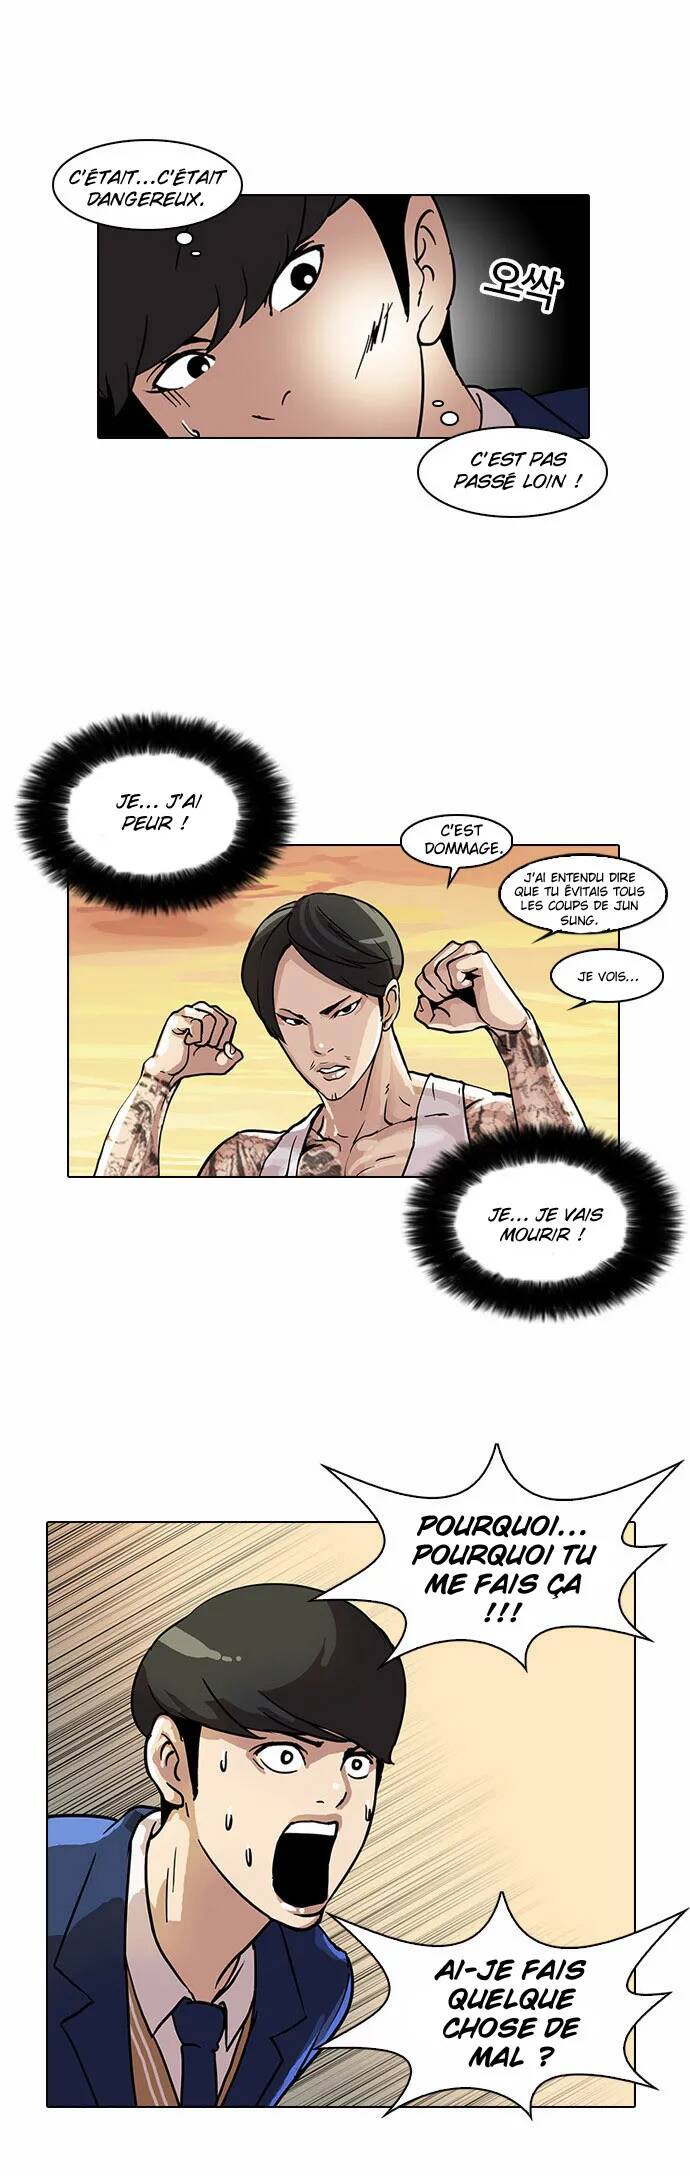 C'ÉTAIT...C'ÉTAIT
DANGEREUX.
오싹
C'EST PAS
PASSÉ LOIN !
JE... J'AI
PEUR !
C'EST
DOMMAGE.
J'AI ENTENDU DIRE
QUE TU ÉVITAIS TOUS
LES COUPS DE JUN
SUNG.
JE VOIS...
JE... JE VAIS
MOURIR !
POURQUOI...
POURQUOI TU
ME FAIS ÇA
!!!
AI-JE FAIS
QUELQUE
CHOSE DE
MAL ?